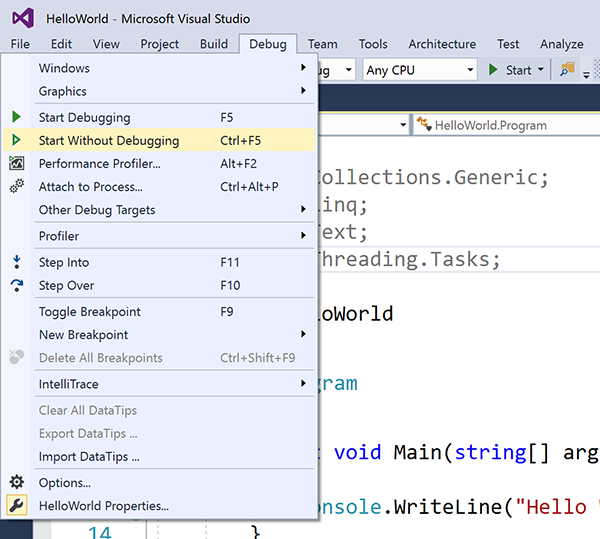 HelloWorld - Microsoft Visual Studio
File Edit View Project Build Debug Team Tools Architecture Test Analyze
Any CPU Start
HelloWorld.Program
Windows
Graphics
Start Debugging F5
Start Without Debugging Ctrl+F5
Performance Profiler... Alt+F2
Attach to Process... Ctrl+Alt+P
Other Debug Targets
Profiler
Step Into F11
Step Over F10
Toggle Breakpoint F9
New Breakpoint
Delete All Breakpoints Ctrl+Shift+F9
IntelliTrace
Clear All DataTips
Export DataTips ...
Import DataTips ...
Options...
HelloWorld Properties...
Collections.Generic;
inq;
ext;
Threading.Tasks;
loWorld
gram
void Main(string[] arg
onsole.WriteLine("Hello
14 }